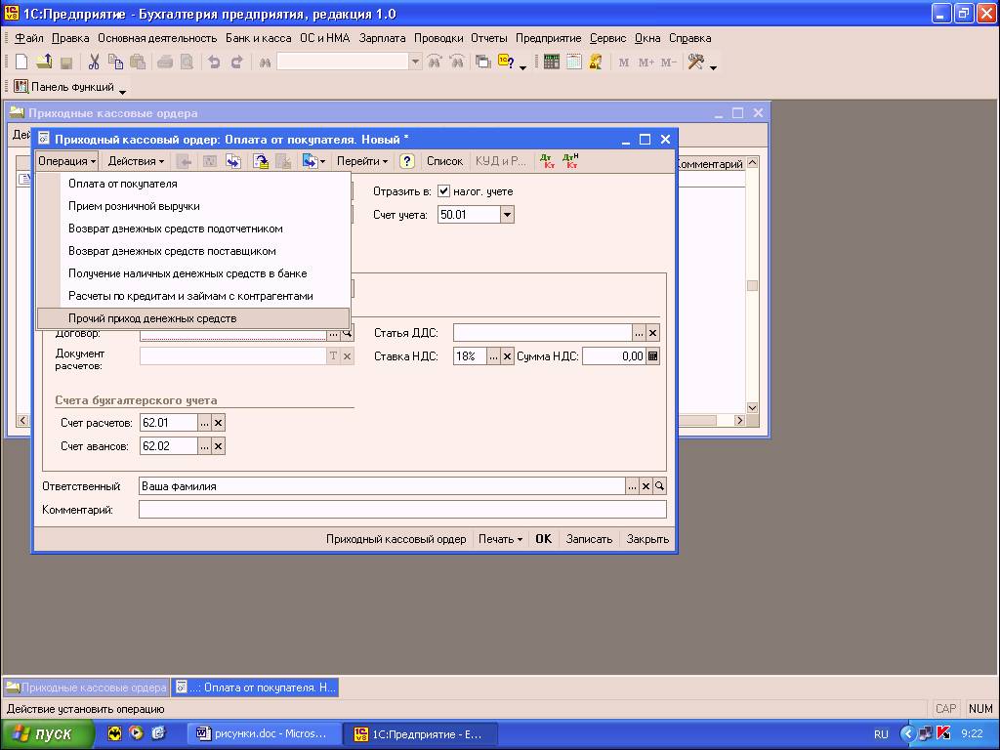 1С:Предприятие - Бухгалтерия предприятия, редакция 1.0
Файл Правка Основная деятельность Банк и касса ОС и НМА Зарплата Проводки Отчеты Предприятие Сервис Окна Справка
M M+ M-
Панель функций
Приходные кассовые ордера
Дей
Приходный кассовый ордер: Оплата от покупателя. Новый *
Операция Действия Перейти Список КУД и Р...
Комментарий
Оплата от покупателя
Отразить в: налог. учете
Прием розничной выручки
Счет учета: 50.01
Возврат денежных средств подотчетником
Возврат денежных средств поставщиком
Получение наличных денежных средств в банке
Расчеты по кредитам и займам с контрагентами
Прочий приход денежных средств
Договор: ... Статья ДДС: ...
Документ расчетов: T Ставка НДС: 18% ... Сумма НДС: 0,00
Счета бухгалтерского учета
Счет расчетов: 62.01 ...
Счет авансов: 62.02 ...
Ответственный: Ваша Фамилия ...
Комментарий:
Приходный кассовый ордер Печать OK Записать Закрыть
Приходные кассовые ордера ...: Оплата от покупателя. Н...
Действие установить операцию CAP NUM
пуск рисунки.doc - Micros... 1С:Предприятие - Б... RU 9:22